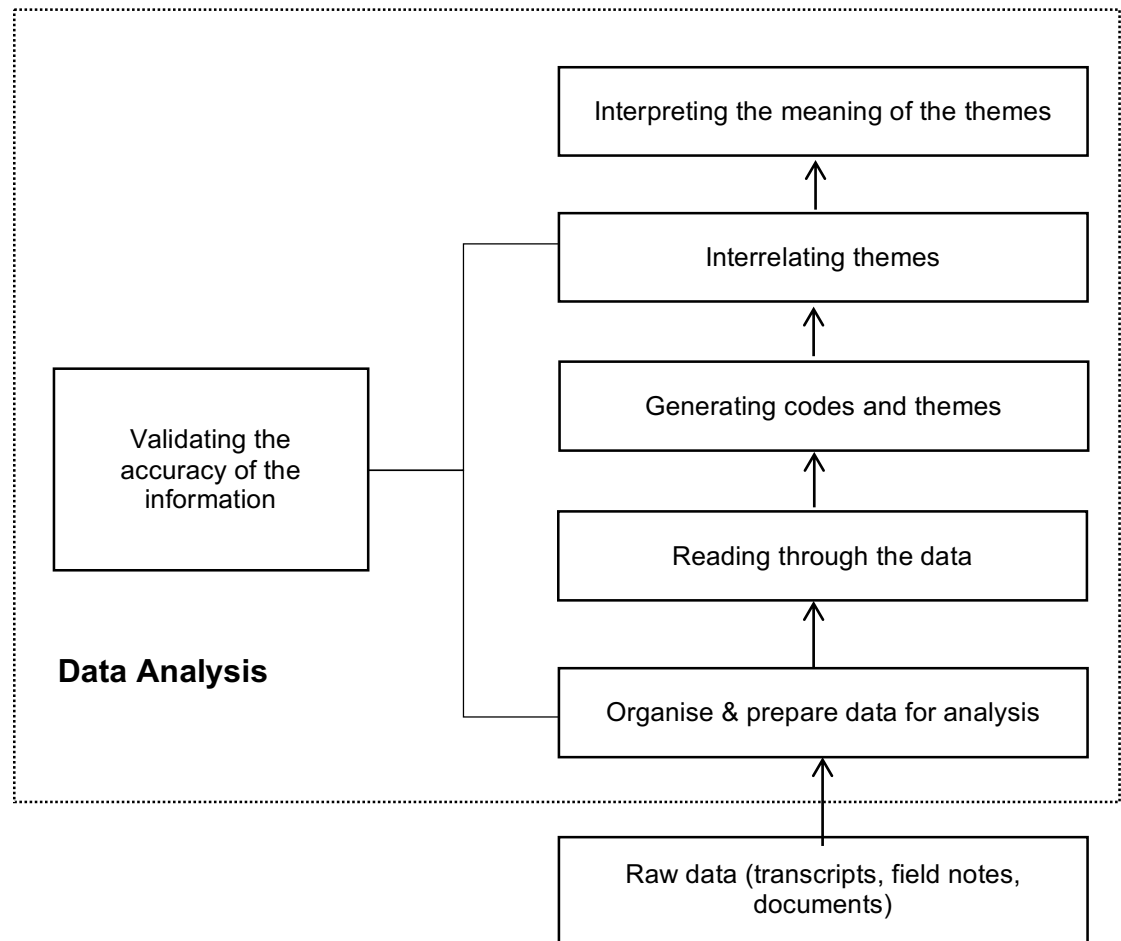 Interpreting the meaning of the themes
Interrelating themes
Generating codes and themes
Validating the
accuracy of the
information
Reading through the data
Data Analysis
Organise & prepare data for analysis
Raw data (transcripts, field notes,
documents)